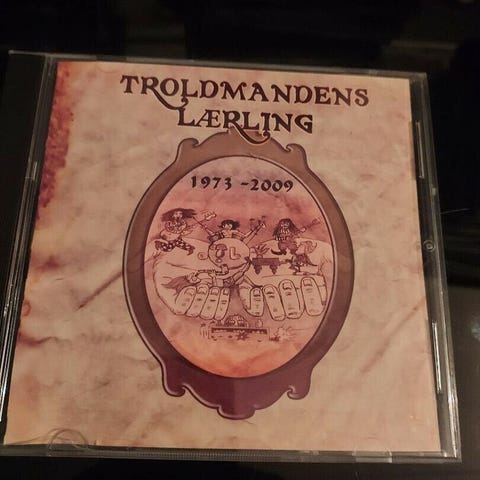 TROLDMANDENS
LÆRLING
1973 - 2009